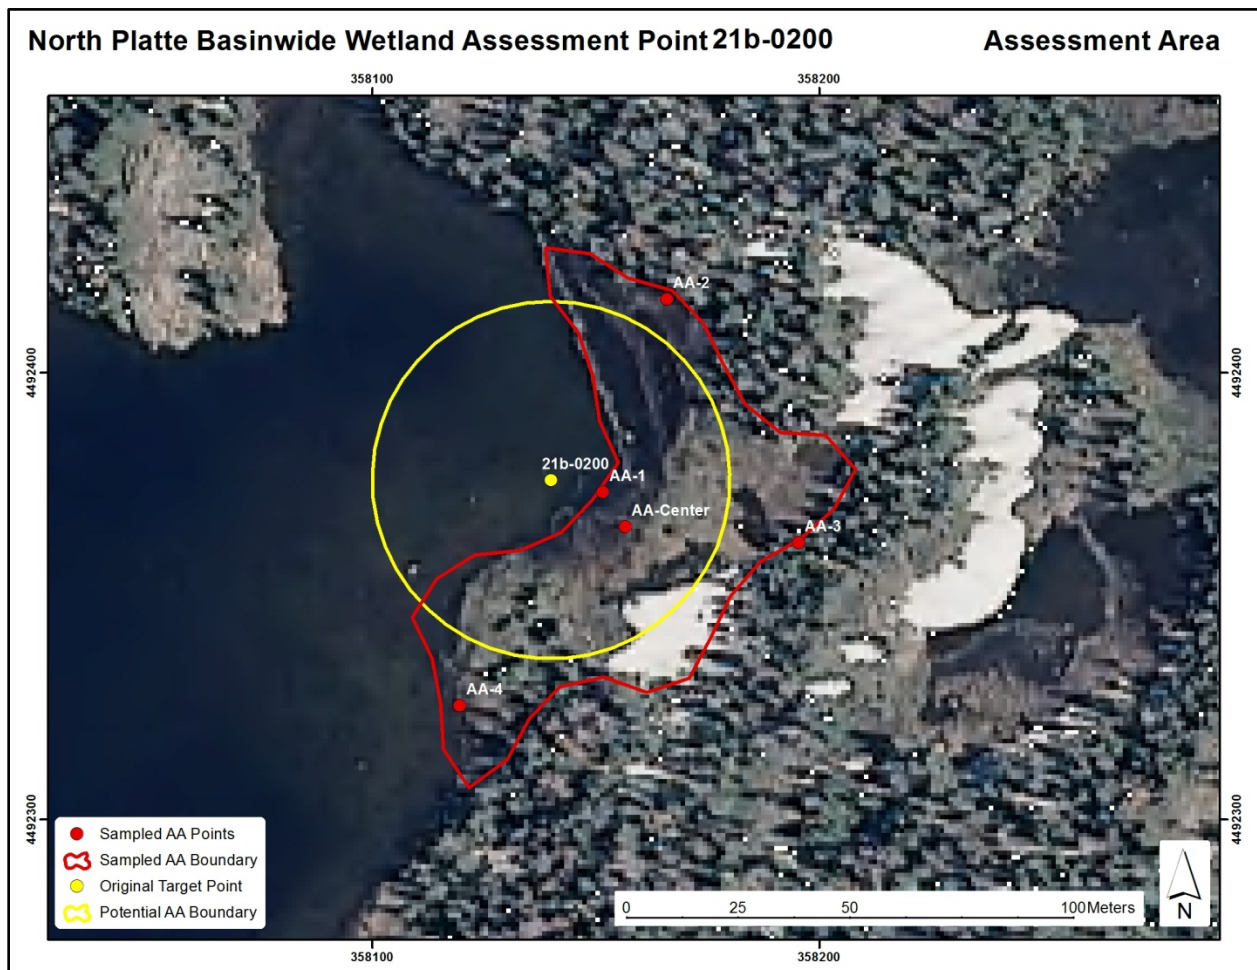 North Platte Basinwide Wetland Assessment Point 21b-0200 Assessment Area
358100 358200
4492400 4492400
AA-2
21b-0200
AA-1
AA-Center
AA-3
AA-4
4492300 4492300
Sampled AA Points
Sampled AA Boundary
Original Target Point
Potential AA Boundary
0 25 50 100 Meters
N
358100 358200